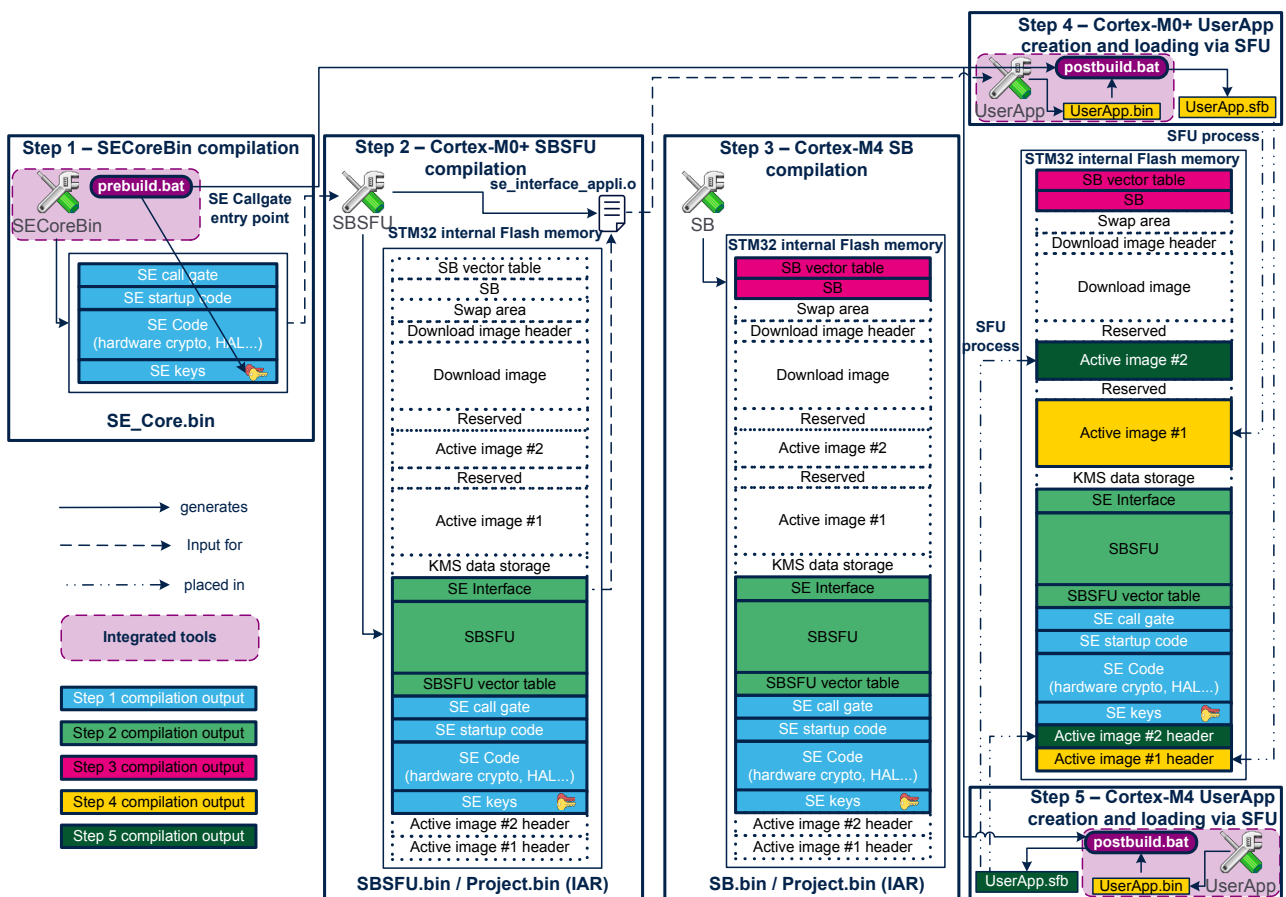 Step 1 – SECoreBin compilation
prebuild.bat
SECoreBin
SE Callgate
entry point
SE call gate
SE startup code
SE Code
(hardware crypto, HAL...)
SE keys
SE_Core.bin
generates
Input for
placed in
Integrated tools
Step 1 compilation output
Step 2 compilation output
Step 3 compilation output
Step 4 compilation output
Step 5 compilation output
Step 2 – Cortex-M0+ SBSFU
compilation
se_interface_appli.o
SBSFU
STM32 internal Flash memory
SB vector table
SB
Swap area
Download image header
Download image
Reserved
Active image #2
Reserved
Active image #1
KMS data storage
SE Interface
SBSFU
SBSFU vector table
SE call gate
SE startup code
SE Code
(hardware crypto, HAL...)
SE keys
Active image #2 header
Active image #1 header
SBSFU.bin / Project.bin (IAR)
Step 3 – Cortex-M4 SB
compilation
SB
STM32 internal Flash memory
SB vector table
SB
Swap area
Download image header
Download image
Reserved
Active image #2
Reserved
Active image #1
KMS data storage
SE Interface
SBSFU
SBSFU vector table
SE call gate
SE startup code
SE Code
(hardware crypto, HAL...)
SE keys
Active image #2 header
Active image #1 header
SB.bin / Project.bin (IAR)
Step 4 – Cortex-M0+ UserApp
creation and loading via SFU
postbuild.bat
UserApp
UserApp.bin
UserApp.sfb
SFU process
STM32 internal Flash memory
SB vector table
SB
Swap area
Download image header
Download image
Reserved
SFU
process
Active image #2
Reserved
Active image #1
KMS data storage
SE Interface
SBSFU
SBSFU vector table
SE call gate
SE startup code
SE Code
(hardware crypto, HAL...)
SE keys
Active image #2 header
Active image #1 header
Step 5 – Cortex-M4 UserApp
creation and loading via SFU
postbuild.bat
UserApp.sfb
UserApp.bin
UserApp